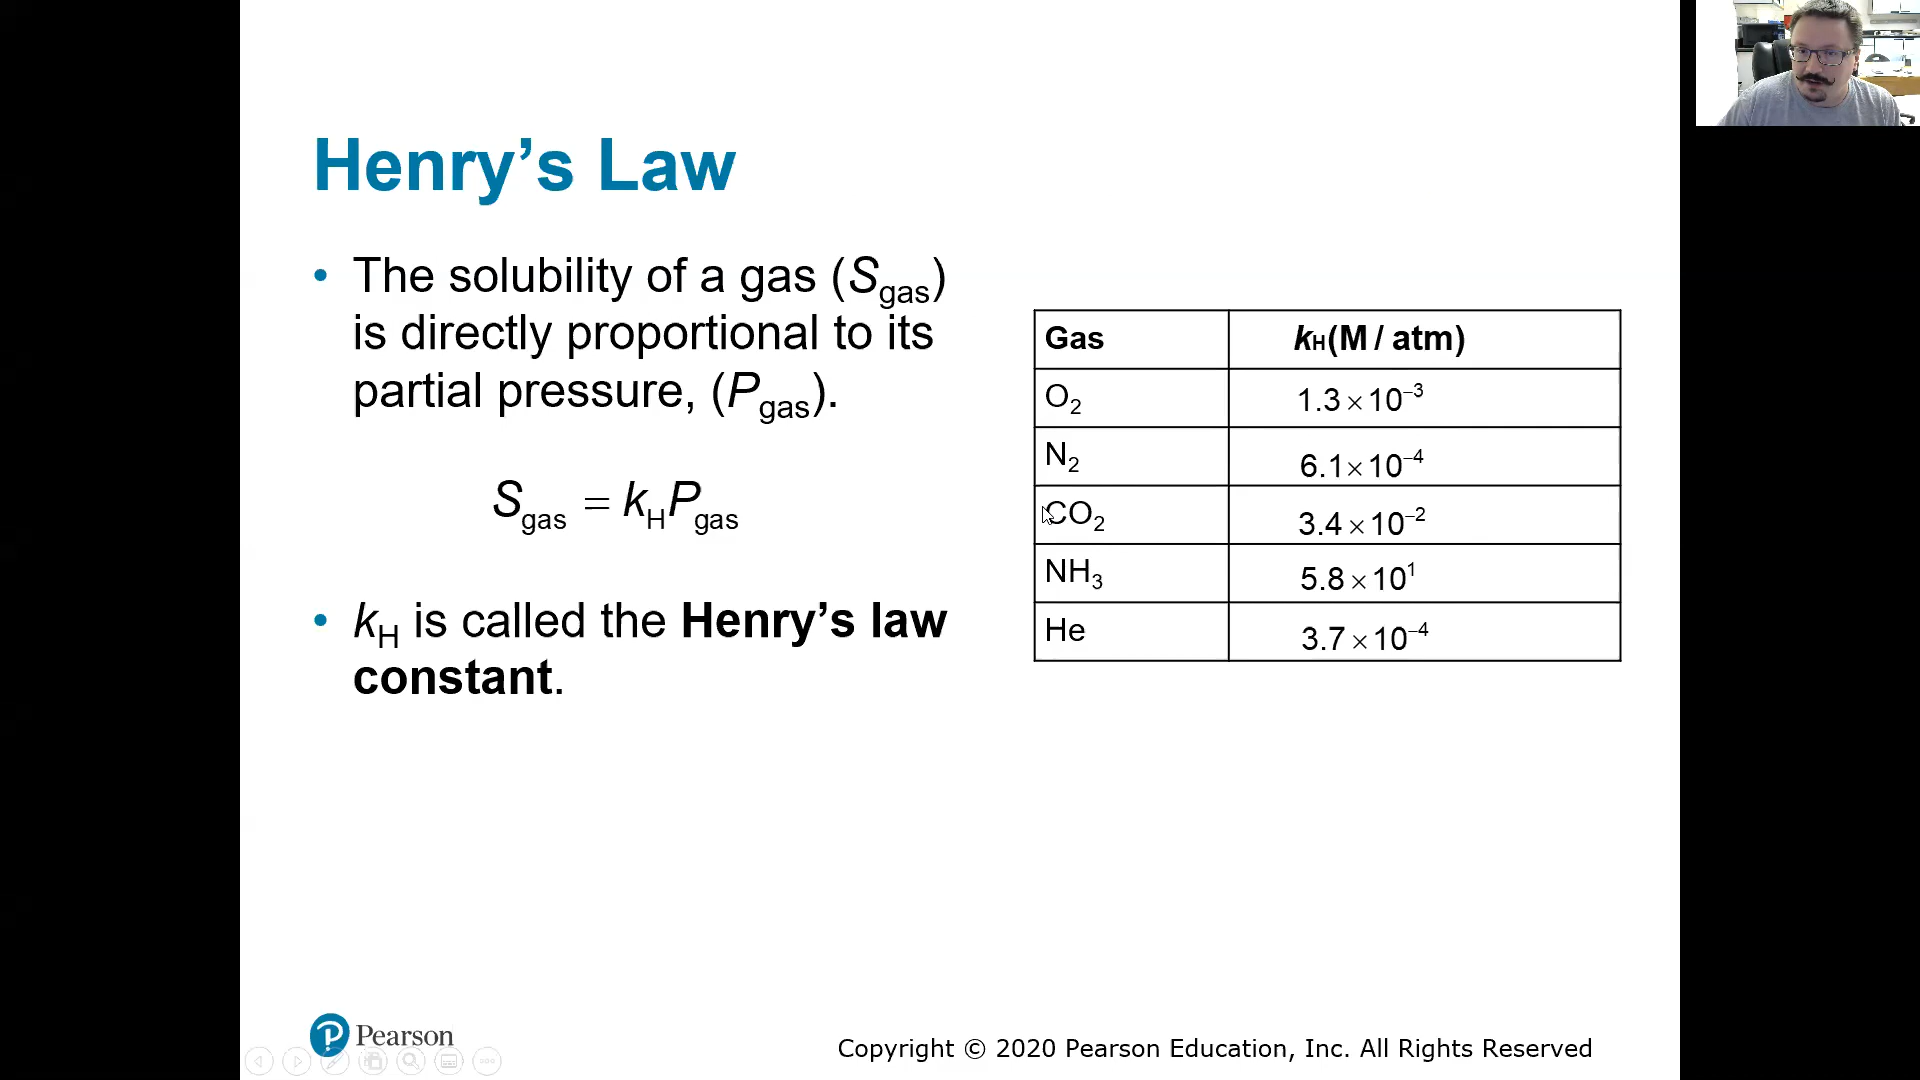 Henry’s Law
• The solubility of a gas (S_gas)
is directly proportional to its
partial pressure, (P_gas).
S_gas = k_H P_gas
• k_H is called the Henry’s law
constant.
Gas k_H (M / atm)
O₂ 1.3 × 10⁻³
N₂ 6.1 × 10⁻⁴
CO₂ 3.4 × 10⁻²
NH₃ 5.8 × 10¹
He 3.7 × 10⁻⁴
Pearson
Copyright © 2020 Pearson Education, Inc. All Rights Reserved